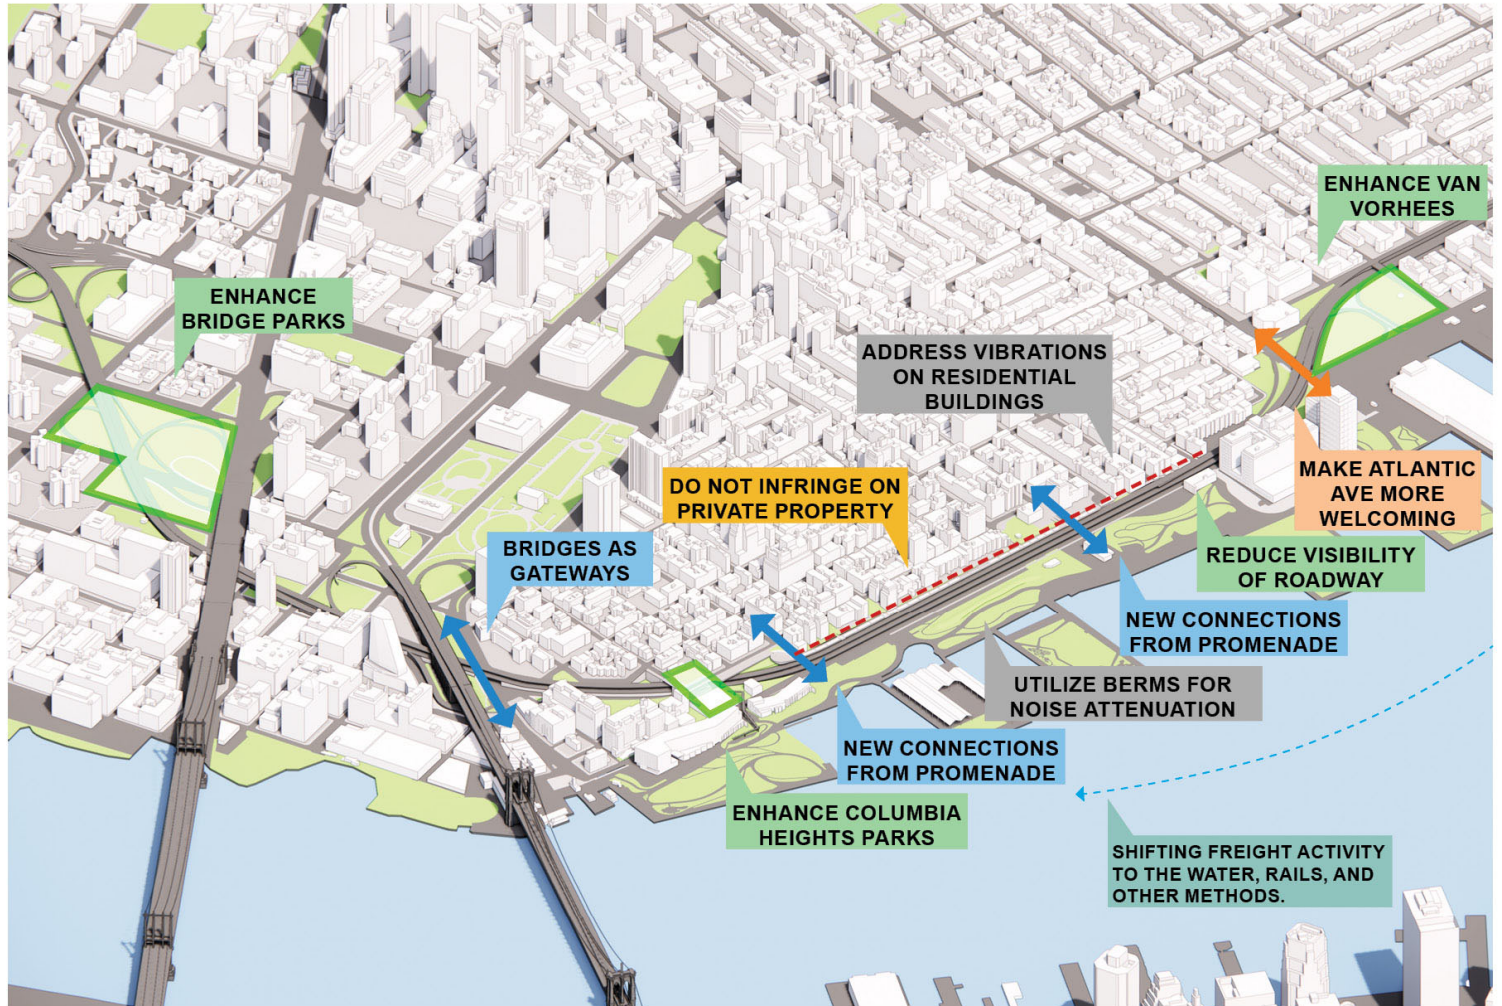 ENHANCE VAN
VORHEES
ENHANCE
BRIDGE PARKS
ADDRESS VIBRATIONS
ON RESIDENTIAL
BUILDINGS
MAKE ATLANTIC
AVE MORE
WELCOMING
DO NOT INFRINGE ON
PRIVATE PROPERTY
BRIDGES AS
GATEWAYS
REDUCE VISIBILITY
OF ROADWAY
NEW CONNECTIONS
FROM PROMENADE
UTILIZE BERMS FOR
NOISE ATTENUATION
NEW CONNECTIONS
FROM PROMENADE
ENHANCE COLUMBIA
HEIGHTS PARKS
SHIFTING FREIGHT ACTIVITY
TO THE WATER, RAILS, AND
OTHER METHODS.